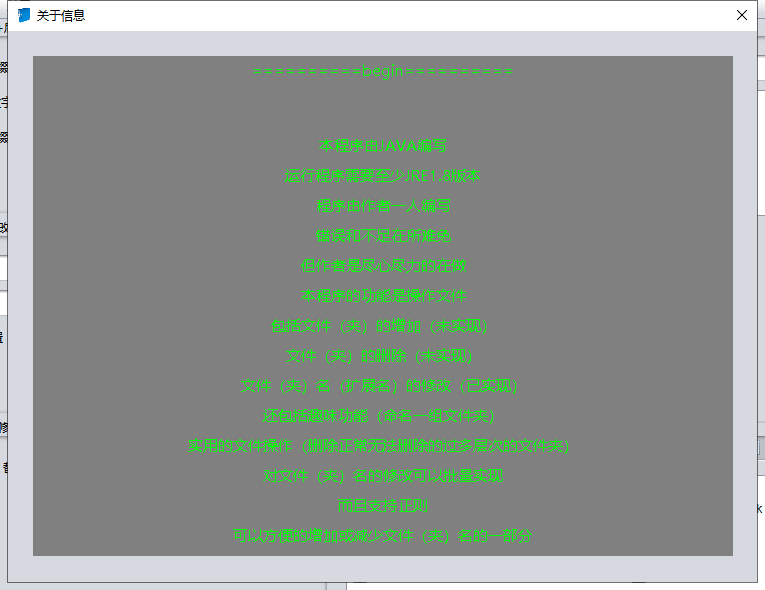 关于信息
==========begin==========
本程序由JAVA编写
运行程序需要至少JRE1.8版本
程序由作者一人编写
错误和不足在所难免
但作者是尽心尽力的在做
本程序的功能是操作文件
包括文件（夹）的增加（未实现）
文件（夹）的删除（未实现）
文件（夹）名（扩展名）的修改（已实现）
还包括趣味功能（命名一组文件夹）
实用的文件操作（删除正常无法删除的过多层次的文件夹）
对文件（夹）名的修改可以批量实现
而且支持正则
可以方便的增加或减少文件（夹）名的一部分